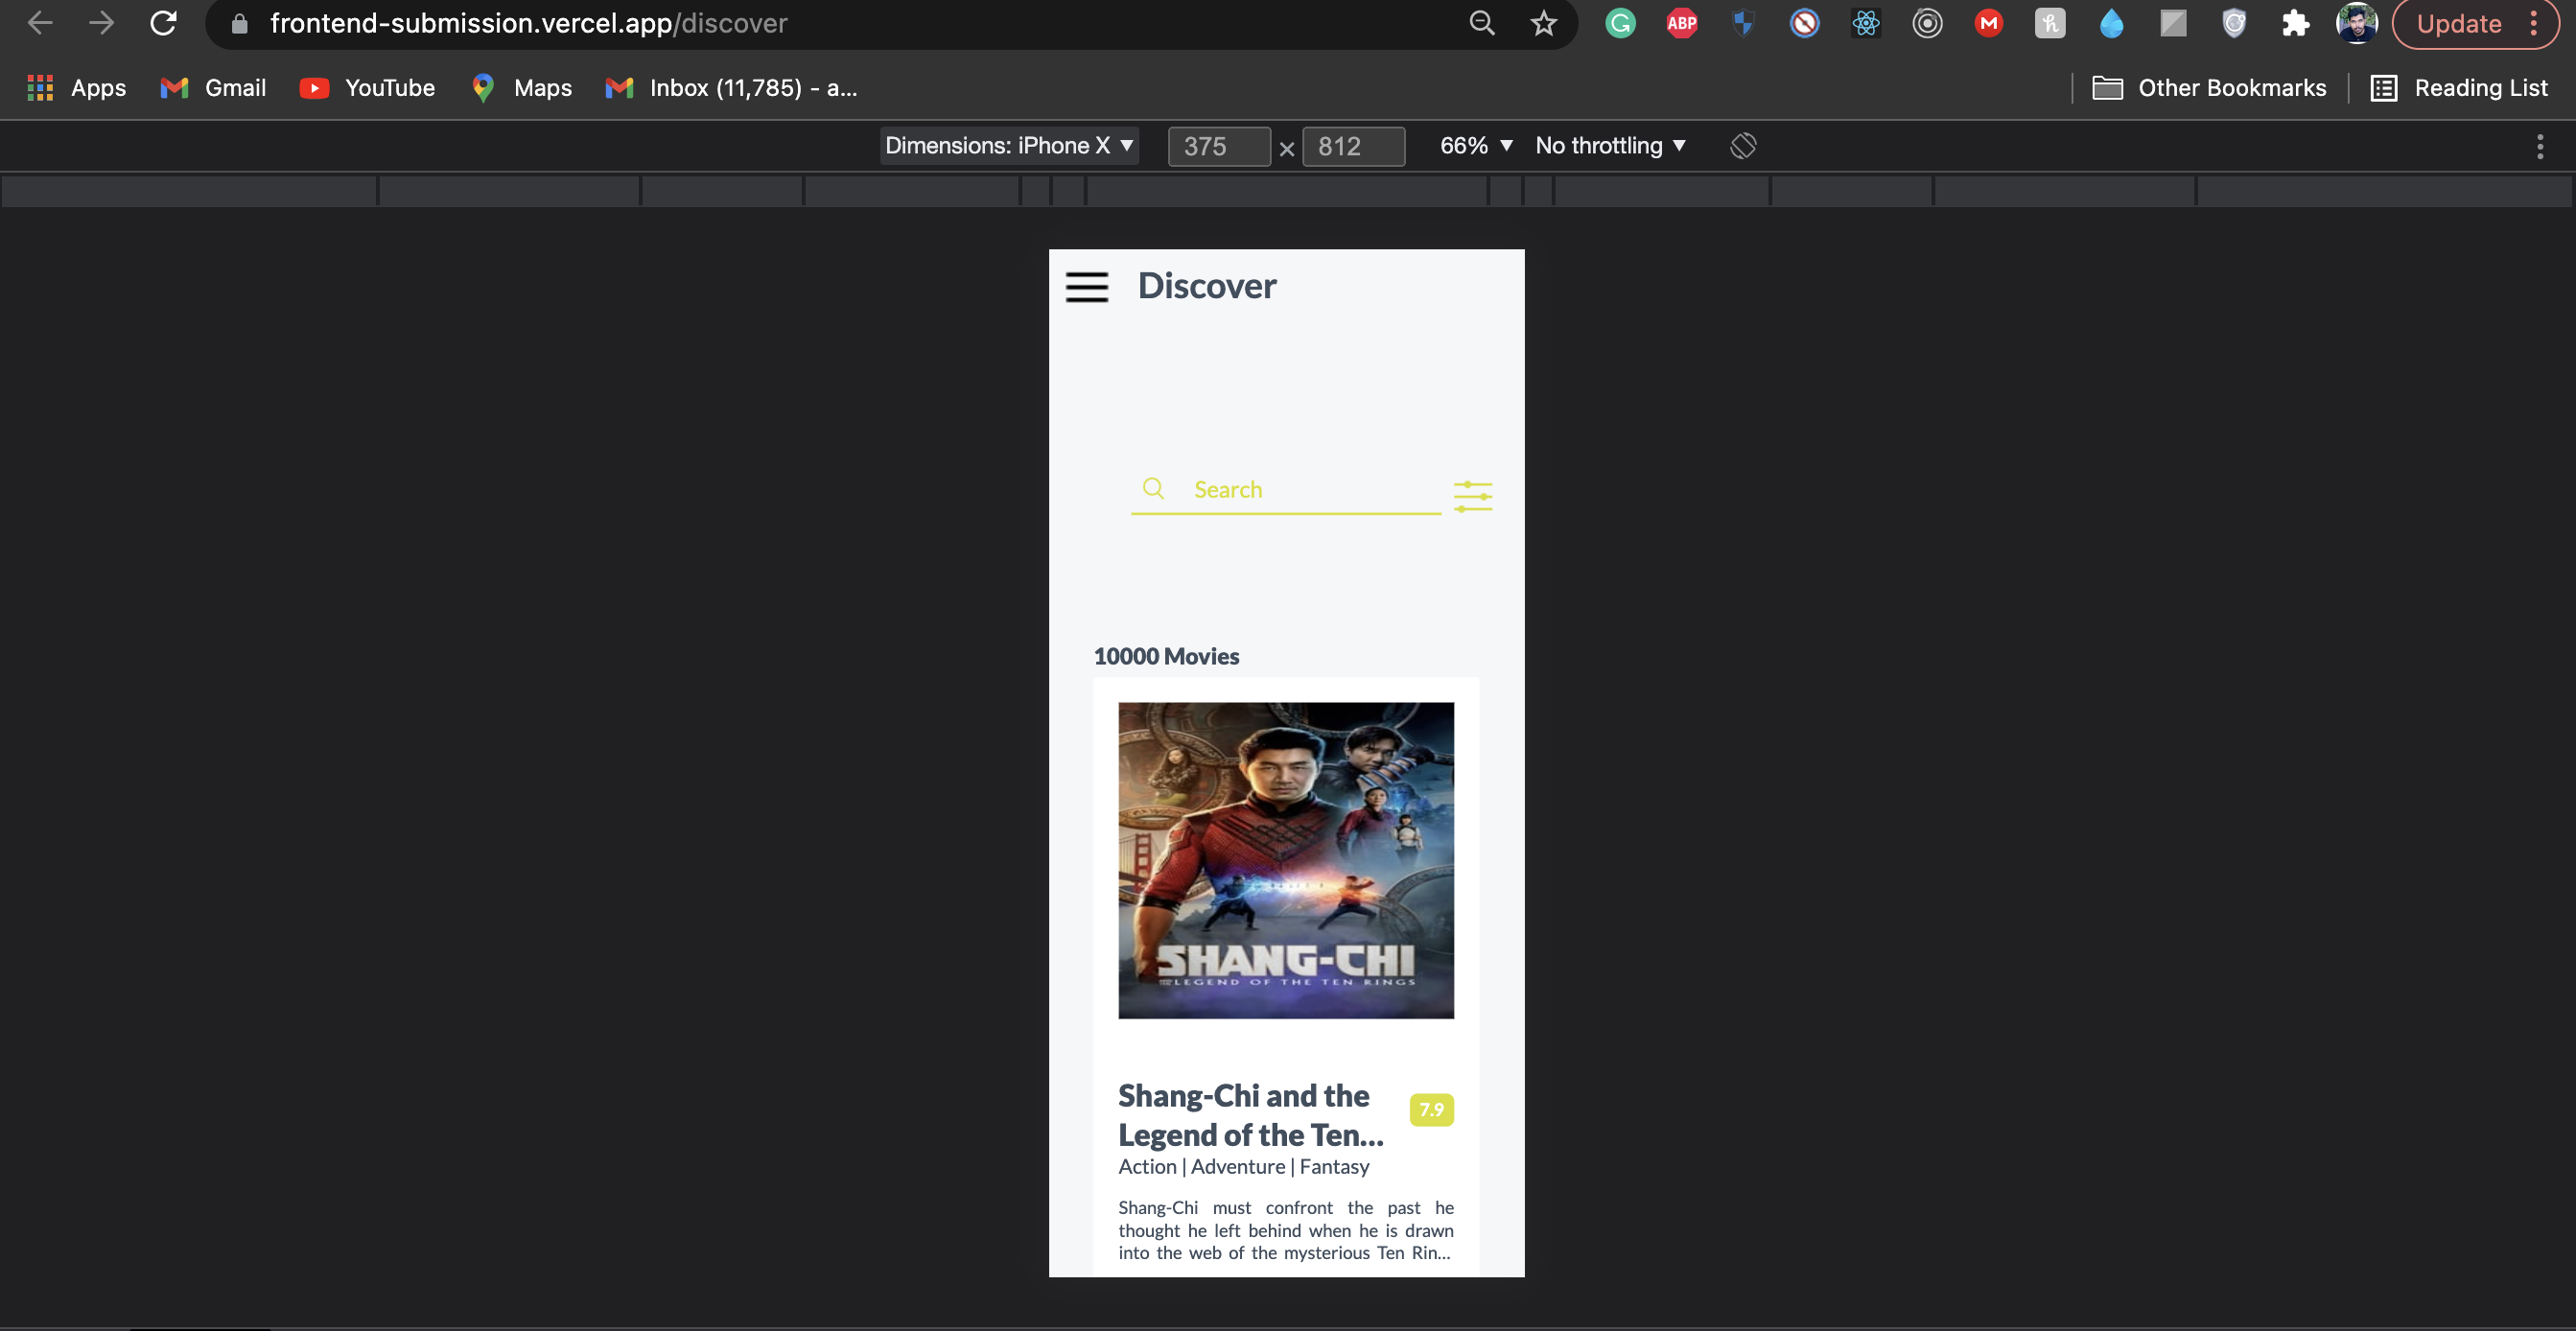 frontend-submission.vercel.app/discover
ABP
Update
Apps
Gmail
YouTube
Maps
Inbox (11,785) - a...
Other Bookmarks
Reading List
Dimensions: iPhone X ▼
375 × 812
66% ▼
No throttling ▼
Discover
Search
10000 Movies
SHANG-CHI
LEGEND OF THE TEN RINGS
Shang-Chi and the
Legend of the Ten...
7.9
Action | Adventure | Fantasy
Shang-Chi must confront the past he
thought he left behind when he is drawn
into the web of the mysterious Ten Rin...